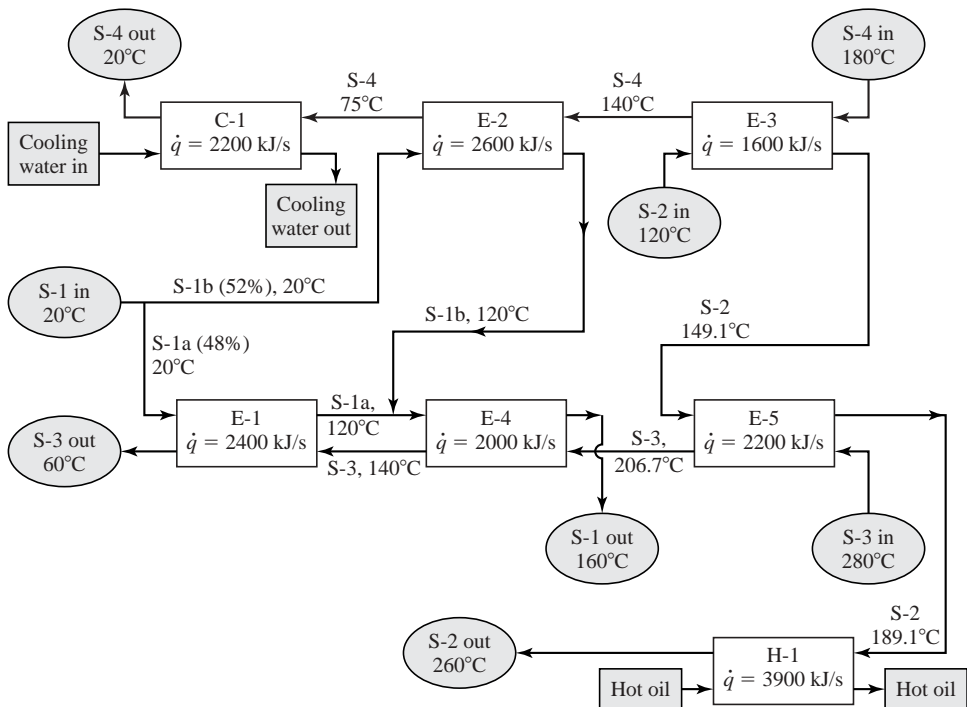 S-4 out
20°C
S-4
75°C
S-4
140°C
S-4 in
180°C
C-1
q̇ = 2200 kJ/s
E-2
q̇ = 2600 kJ/s
E-3
q̇ = 1600 kJ/s
Cooling
water in
Cooling
water out
S-2 in
120°C
S-1 in
20°C
S-1b (52%), 20°C
S-1b, 120°C
S-2
149.1°C
S-1a (48%)
20°C
S-3 out
60°C
E-1
q̇ = 2400 kJ/s
S-1a,
120°C
S-3, 140°C
E-4
q̇ = 2000 kJ/s
S-3,
206.7°C
E-5
q̇ = 2200 kJ/s
S-1 out
160°C
S-3 in
280°C
S-2
189.1°C
S-2 out
260°C
H-1
q̇ = 3900 kJ/s
Hot oil
Hot oil